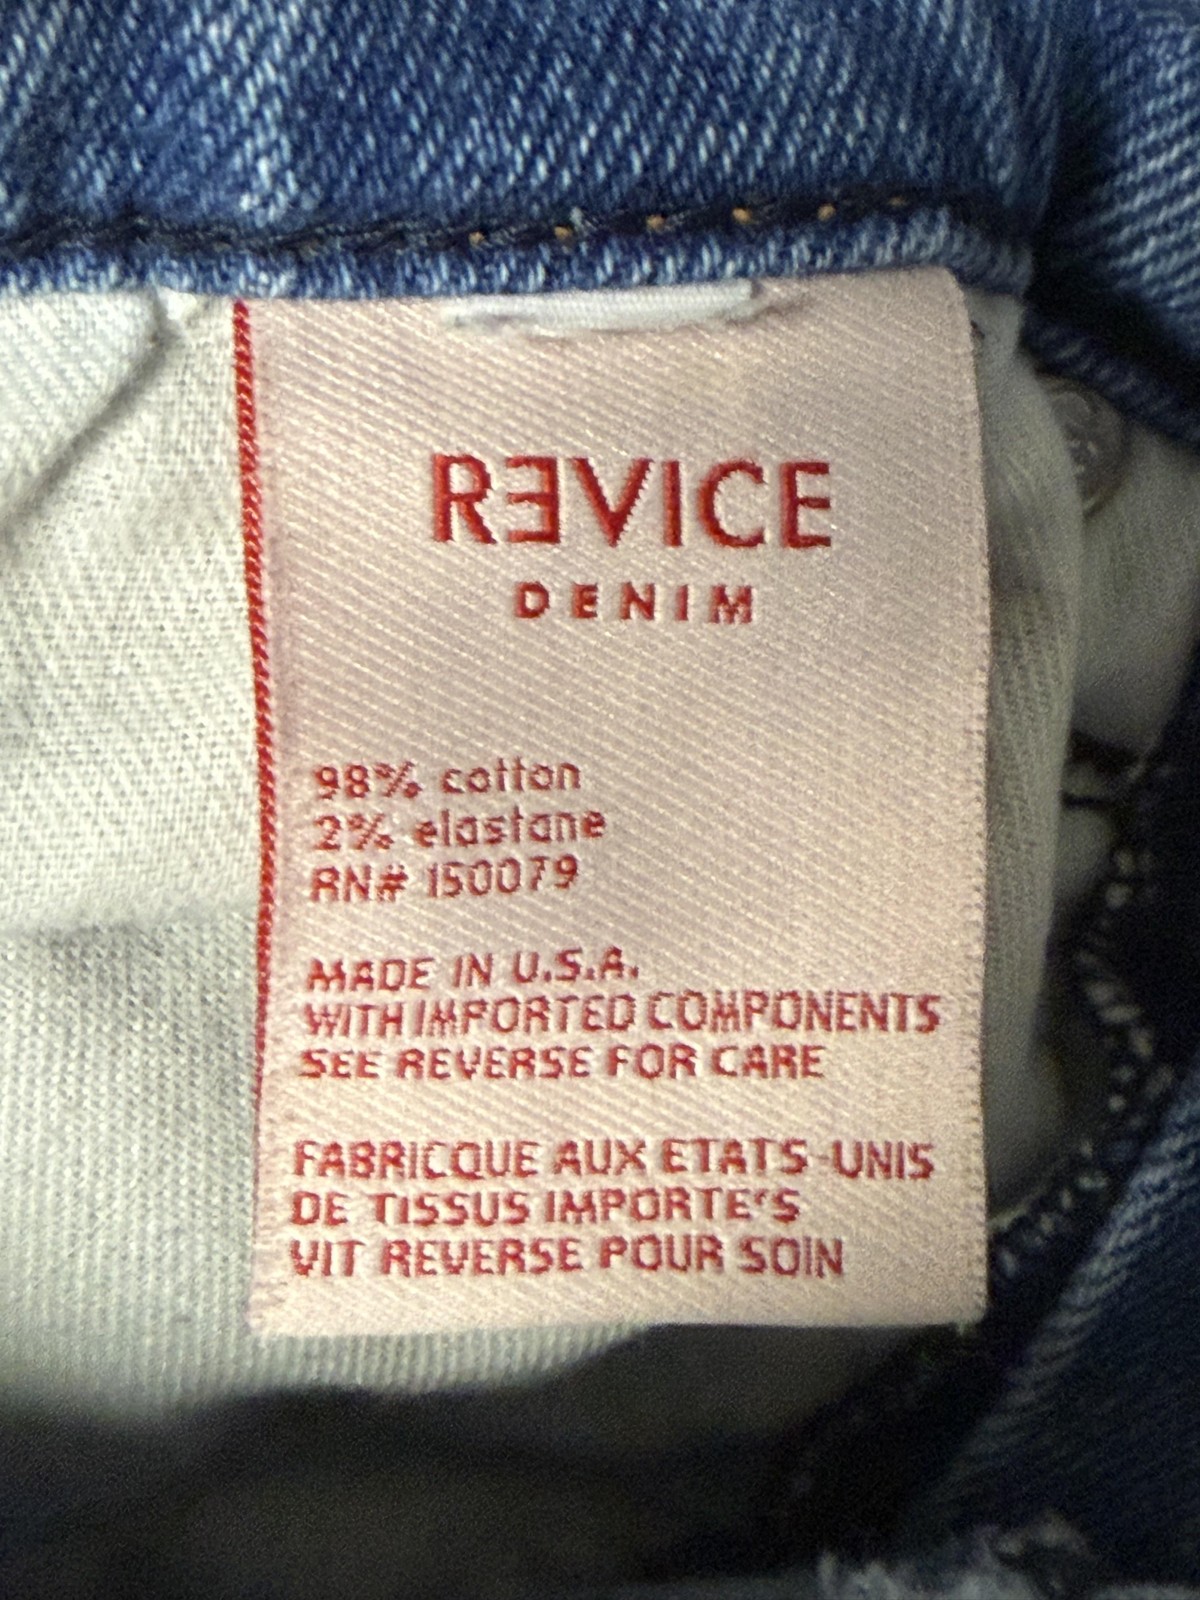 RƎVICE
DENIM
98% cotton
2% elastane
RN# 150079
MADE IN U.S.A.
WITH IMPORTED COMPONENTS
SEE REVERSE FOR CARE
FABRICQUE AUX ETATS-UNIS
DE TISSUS IMPORTE'S
VIT REVERSE POUR SOIN